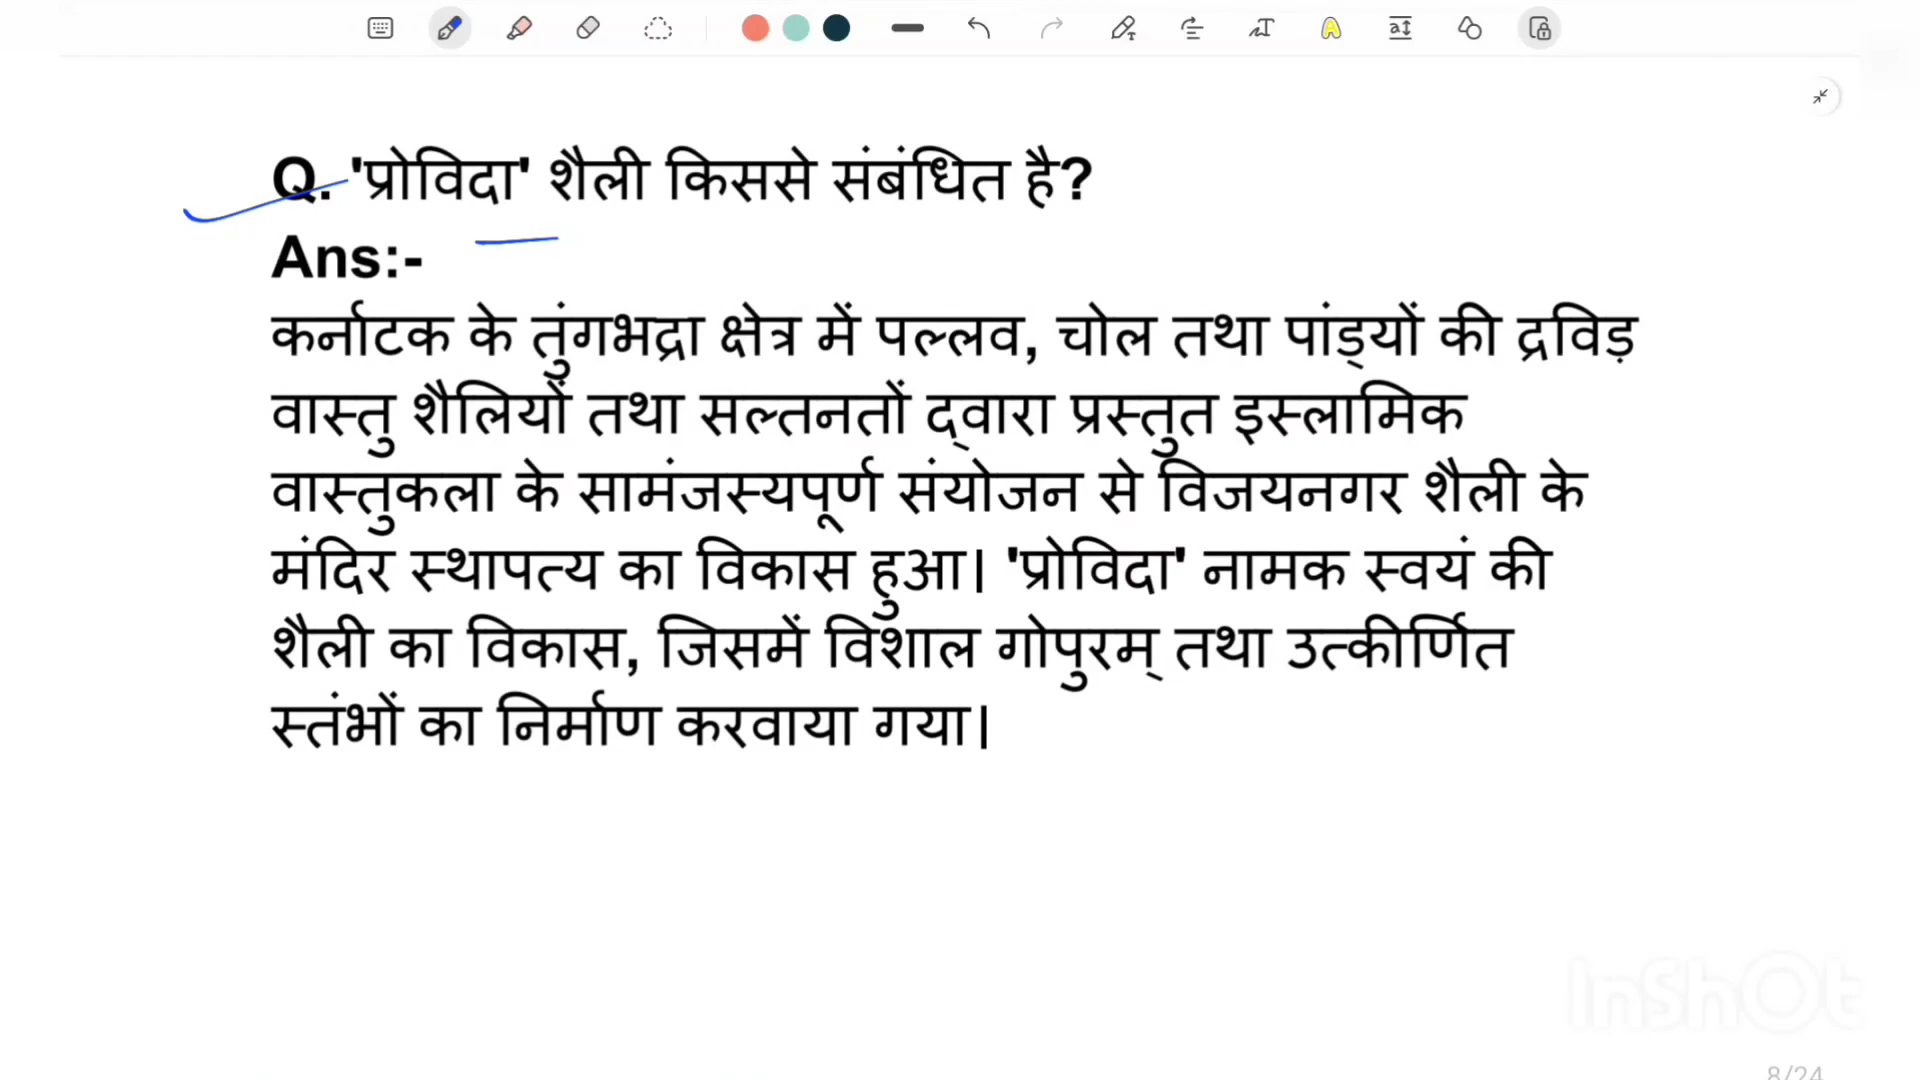 Q. 'प्रोविदा' शैली किससे संबंधित है?
Ans:-
कर्नाटक के तुंगभद्रा क्षेत्र में पल्लव, चोल तथा पांड्यों की द्रविड़
वास्तु शैलियों तथा सल्तनतों द्वारा प्रस्तुत इस्लामिक
वास्तुकला के सामंजस्यपूर्ण संयोजन से विजयनगर शैली के
मंदिर स्थापत्य का विकास हुआ। 'प्रोविदा' नामक स्वयं की
शैली का विकास, जिसमें विशाल गोपुरम् तथा उत्कीर्णित
स्तंभों का निर्माण करवाया गया।
InShOt
8/24